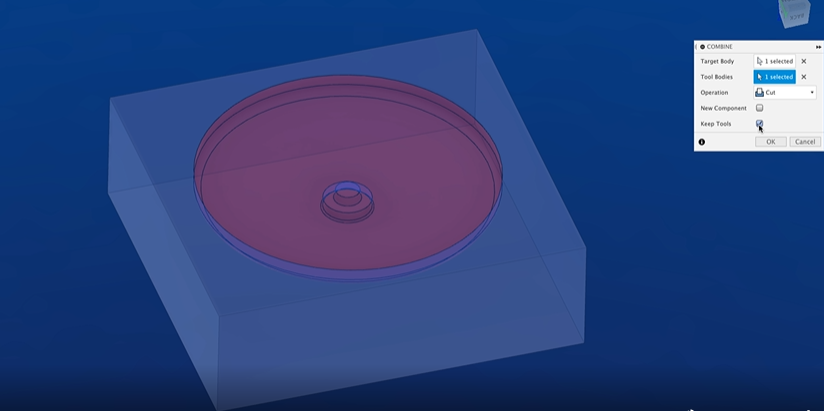 COMBINE
Target Body 1 selected
Tool Bodies 1 selected
Operation Cut
New Component
Keep Tools
OK Cancel